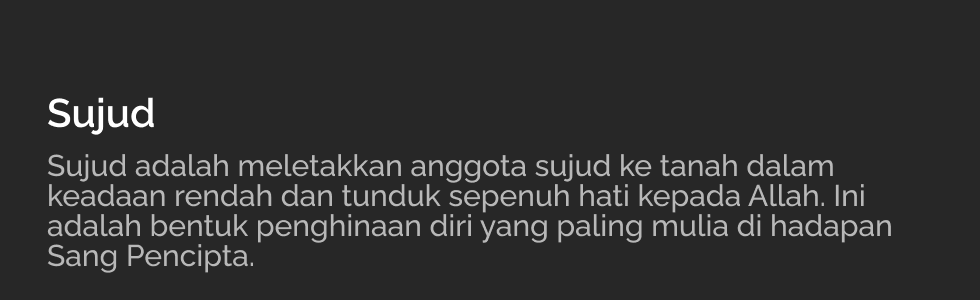 Sujud
Sujud adalah meletakkan anggota sujud ke tanah dalam
keadaan rendah dan tunduk sepenuh hati kepada Allah. Ini
adalah bentuk penghinaan diri yang paling mulia di hadapan
Sang Pencipta.